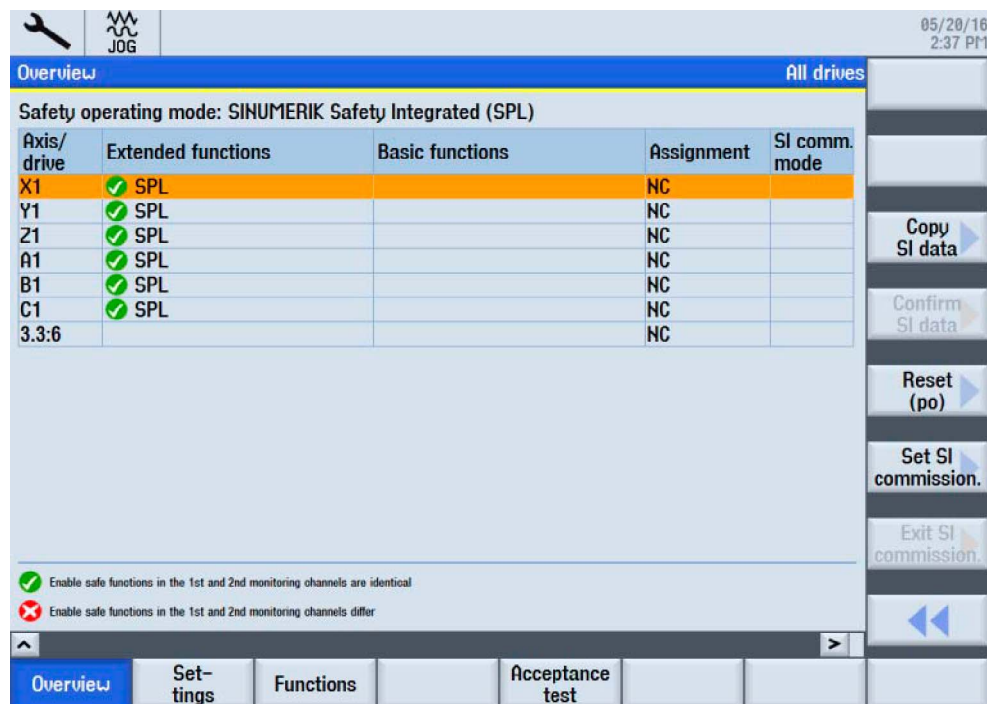 JOG
05/20/16
2:37 PM
Overview All drives
Safety operating mode: SINUMERIK Safety Integrated (SPL)
Axis/ drive Extended functions Basic functions Assignment SI comm. mode
X1 SPL NC
Y1 SPL NC
Z1 SPL NC
A1 SPL NC
B1 SPL NC
C1 SPL NC
3.3:6 NC
Copy
SI data
Confirm
SI data
Reset
(po)
Set SI
commission.
Exit SI
commission.
Enable safe functions in the 1st and 2nd monitoring channels are identical
Enable safe functions in the 1st and 2nd monitoring channels differ
Overview
Set-
tings
Functions
Acceptance
test